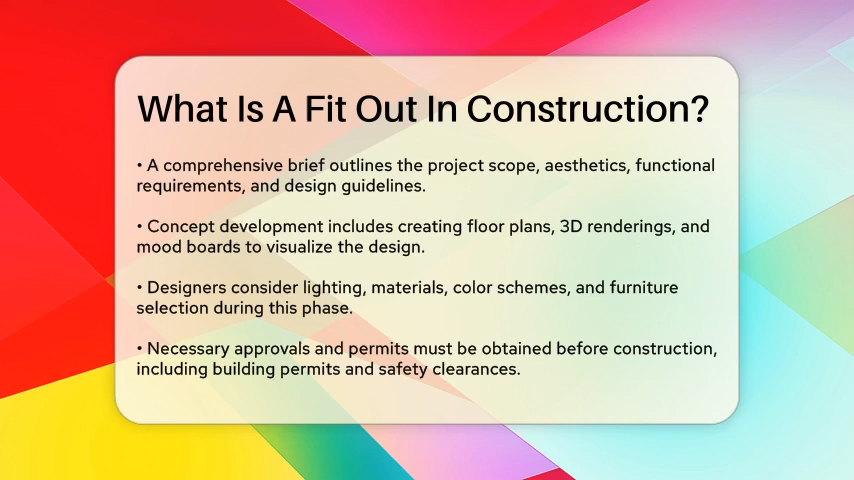 What Is A Fit Out In Construction?
• A comprehensive brief outlines the project scope, aesthetics, functional
requirements, and design guidelines.
• Concept development includes creating floor plans, 3D renderings, and
mood boards to visualize the design.
• Designers consider lighting, materials, color schemes, and furniture
selection during this phase.
• Necessary approvals and permits must be obtained before construction,
including building permits and safety clearances.